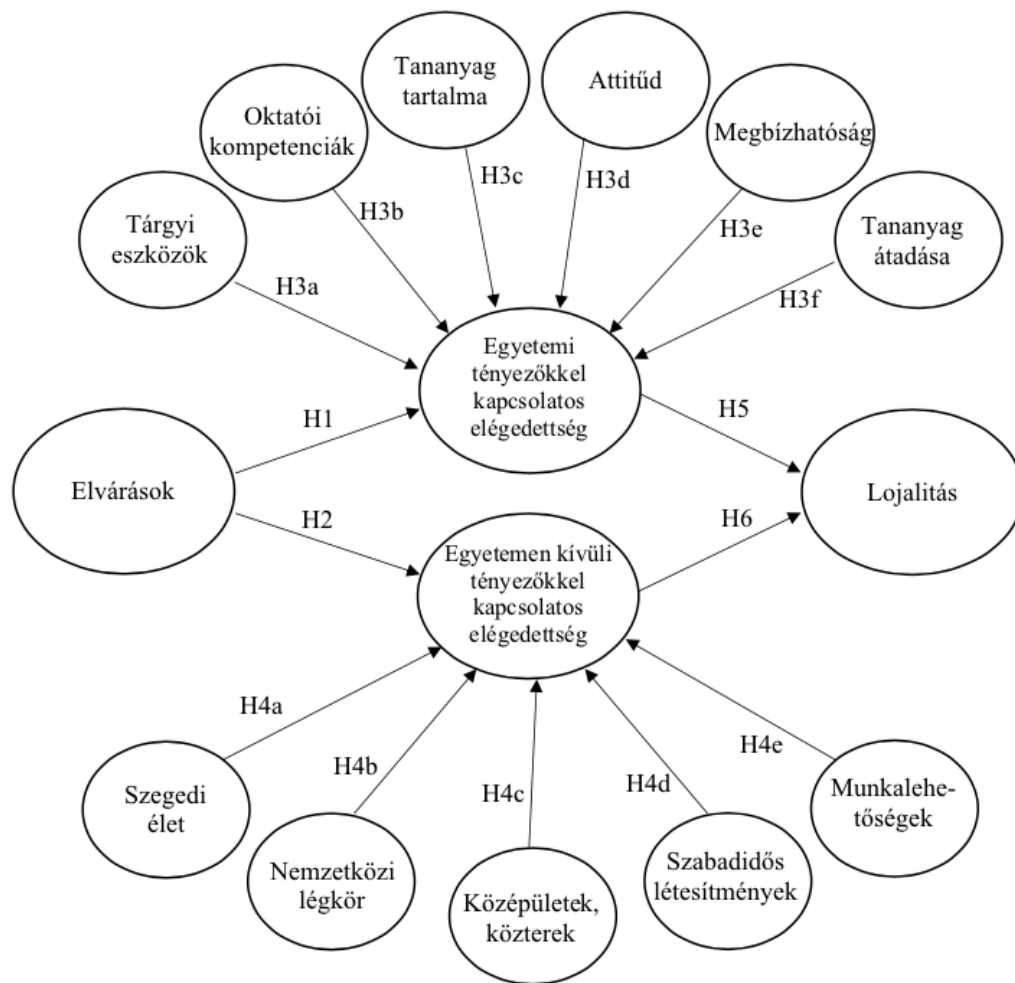 Tananyag
tartalma
Attitűd
Oktatói
kompetenciák
Megbízhatóság
H3c
H3d
Tárgyi
eszközök
H3b
H3e
Tananyag
átadása
H3a
H3f
Egyetemi
tényezőkkel
kapcsolatos
elégedettség
H1
H5
Elvárások
Lojalitás
H2
H6
Egyetemen kívüli
tényezőkkel
kapcsolatos
elégedettség
H4a
H4b
H4c
H4d
H4e
Szegedi
élet
Nemzetközi
légkör
Középületek,
közterek
Szabadidős
létesítmények
Munkalehe-
tőségek